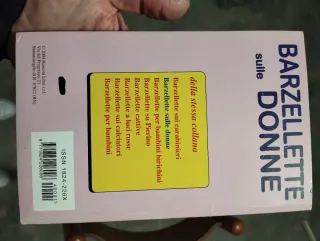 BARZELLETTE
sulle
DONNE
della stessa collana
Barzellette sui carabinieri
Barzellette sulle donne
Barzellette per bambini birichini
Barzellette su Pierino
Barzellette cattive
Barzellette a luci rosse
Barzellette sui calciatori
Barzellette per bambini
ISSN 1824-226X